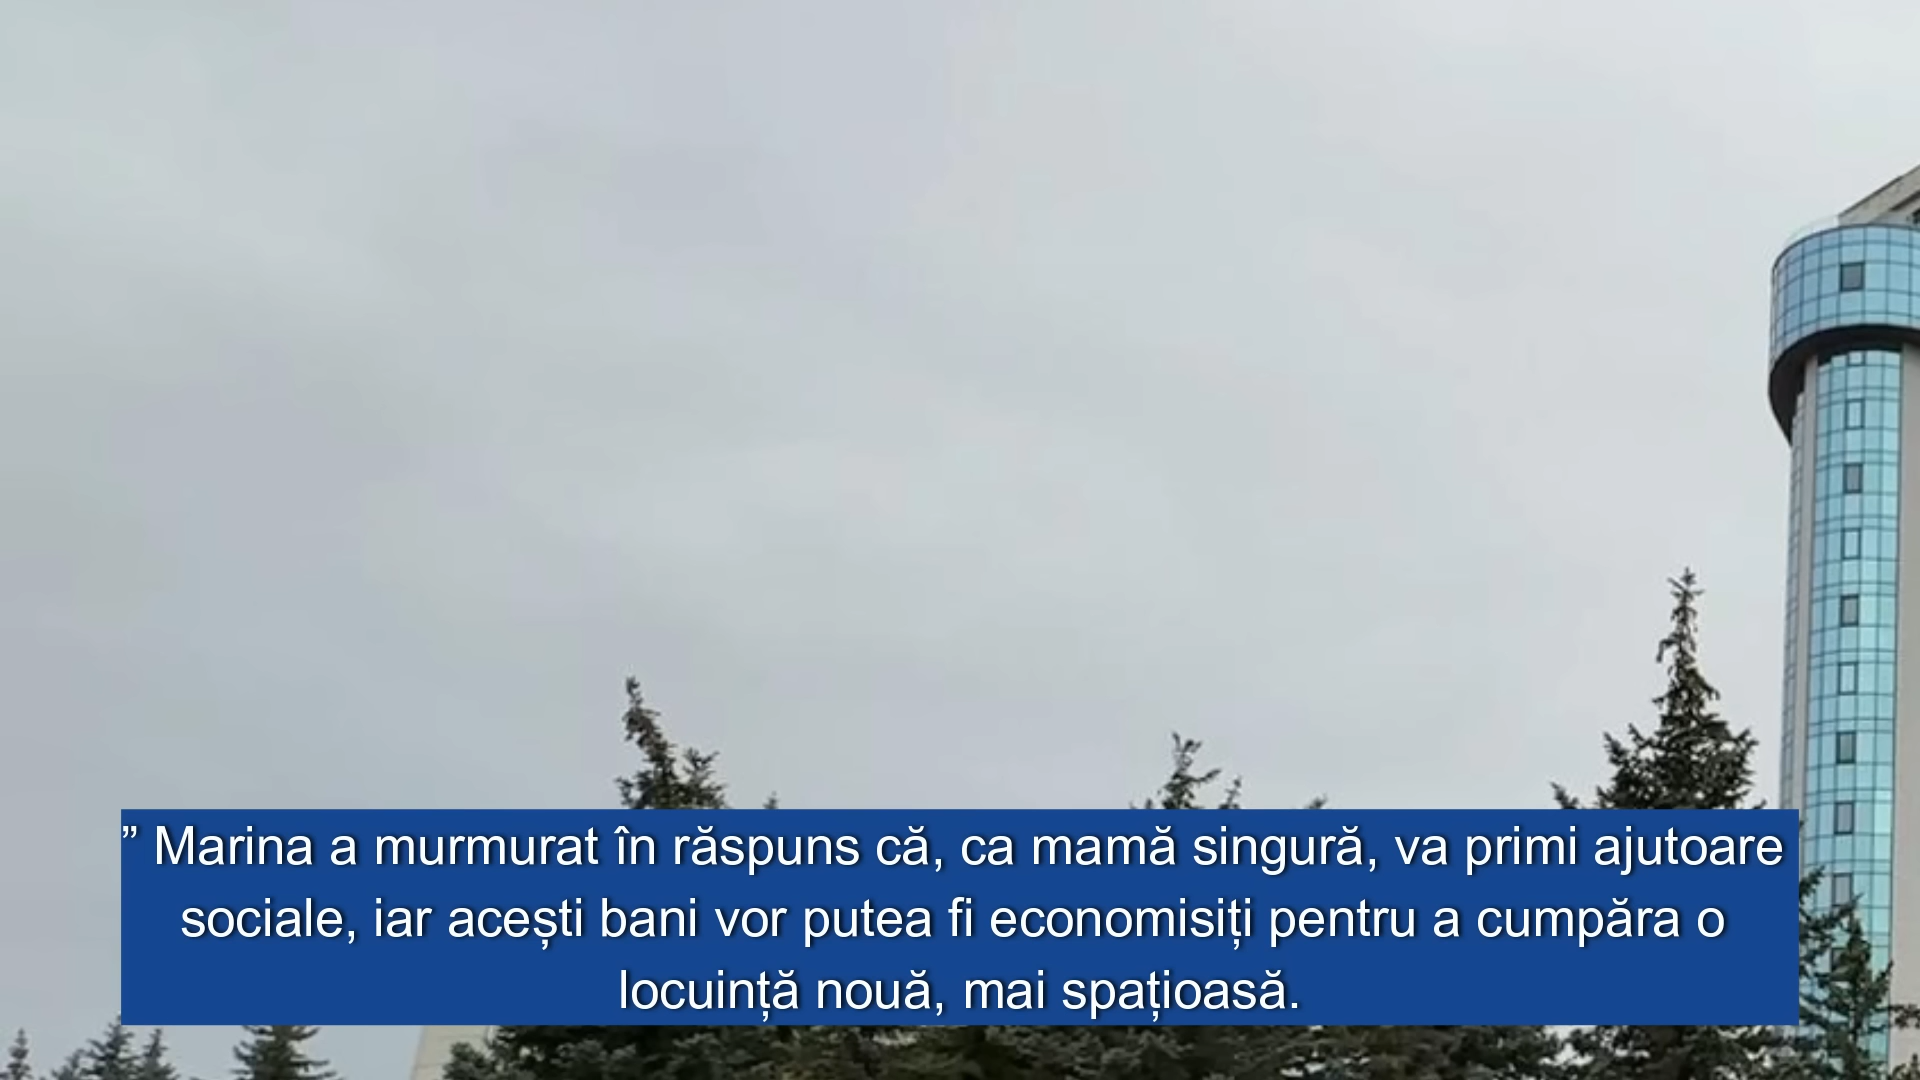 ” Marina a murmurat în răspuns că, ca mamă singură, va primi ajutoare
sociale, iar acești bani vor putea fi economisiți pentru a cumpăra o
locuință nouă, mai spațioasă.